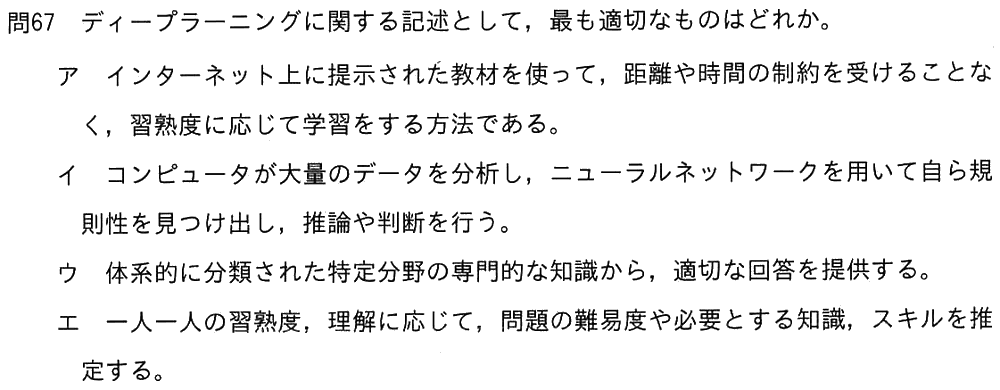 問67 ディープラーニングに関する記述として，最も適切なものはどれか。
ア インターネット上に提示された教材を使って，距離や時間の制約を受けることな
く，習熟度に応じて学習をする方法である。
イ コンピュータが大量のデータを分析し，ニューラルネットワークを用いて自ら規
則性を見つけ出し，推論や判断を行う。
ウ 体系的に分類された特定分野の専門的な知識から，適切な回答を提供する。
エ 一人一人の習熟度，理解に応じて，問題の難易度や必要とする知識，スキルを推
定する。